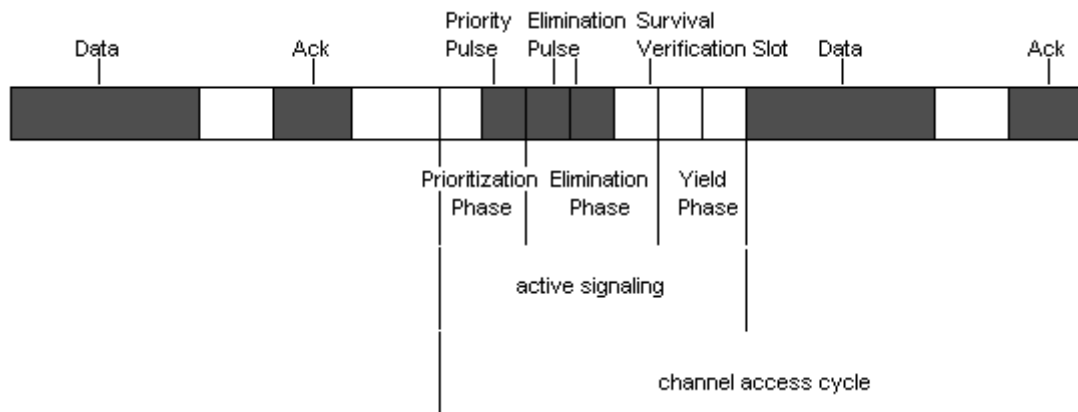 Priority Elimination Survival
Data Ack Pulse Pulse Verification Slot Data Ack
Prioritization Elimination Yield
Phase Phase Phase
active signaling
channel access cycle